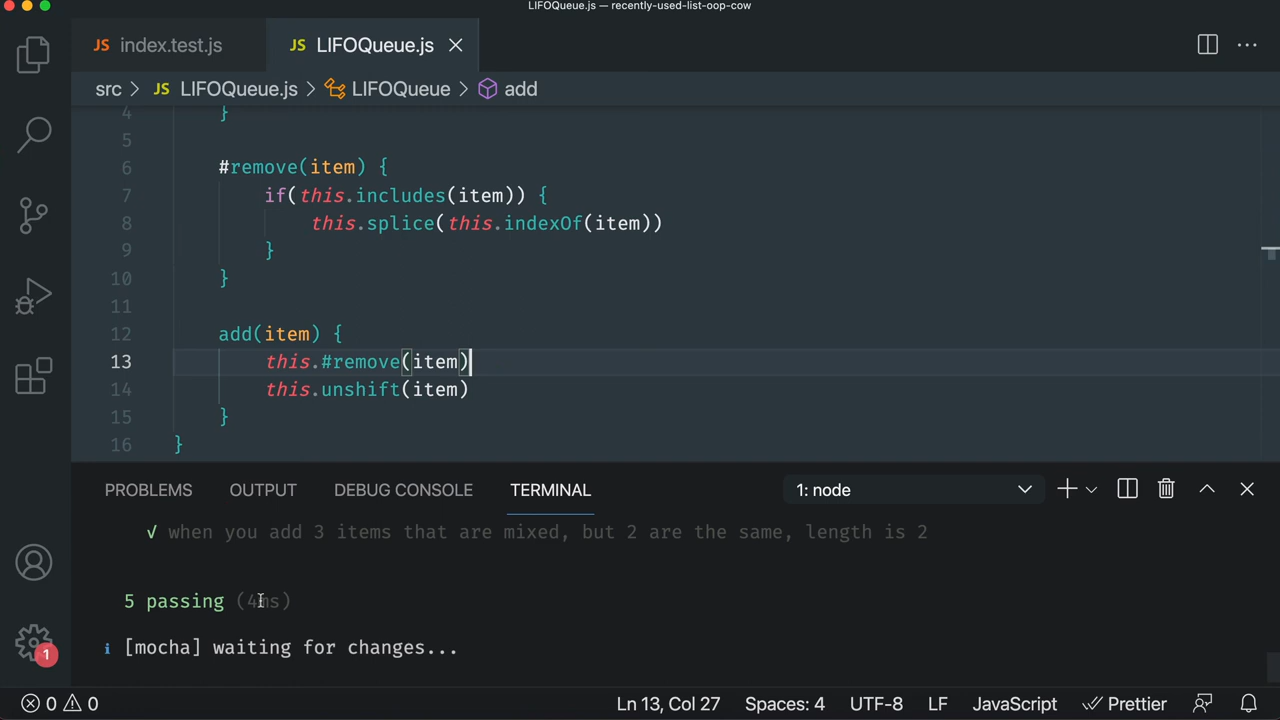 LIFOQueue.js — recently-used-list-oop-cow
JS index.test.js JS LIFOQueue.js
src > JS LIFOQueue.js > LIFOQueue > add
4 }
5
6 #remove(item) {
7 if(this.includes(item)) {
8 this.splice(this.indexOf(item))
9 }
10 }
11
12 add(item) {
13 this.#remove(item)
14 this.unshift(item)
15 }
16 }
PROBLEMS OUTPUT DEBUG CONSOLE TERMINAL 1: node
√ when you add 3 items that are mixed, but 2 are the same, length is 2
5 passing (4ms)
i [mocha] waiting for changes...
1
0 0 Ln 13, Col 27 Spaces: 4 UTF-8 LF JavaScript Prettier